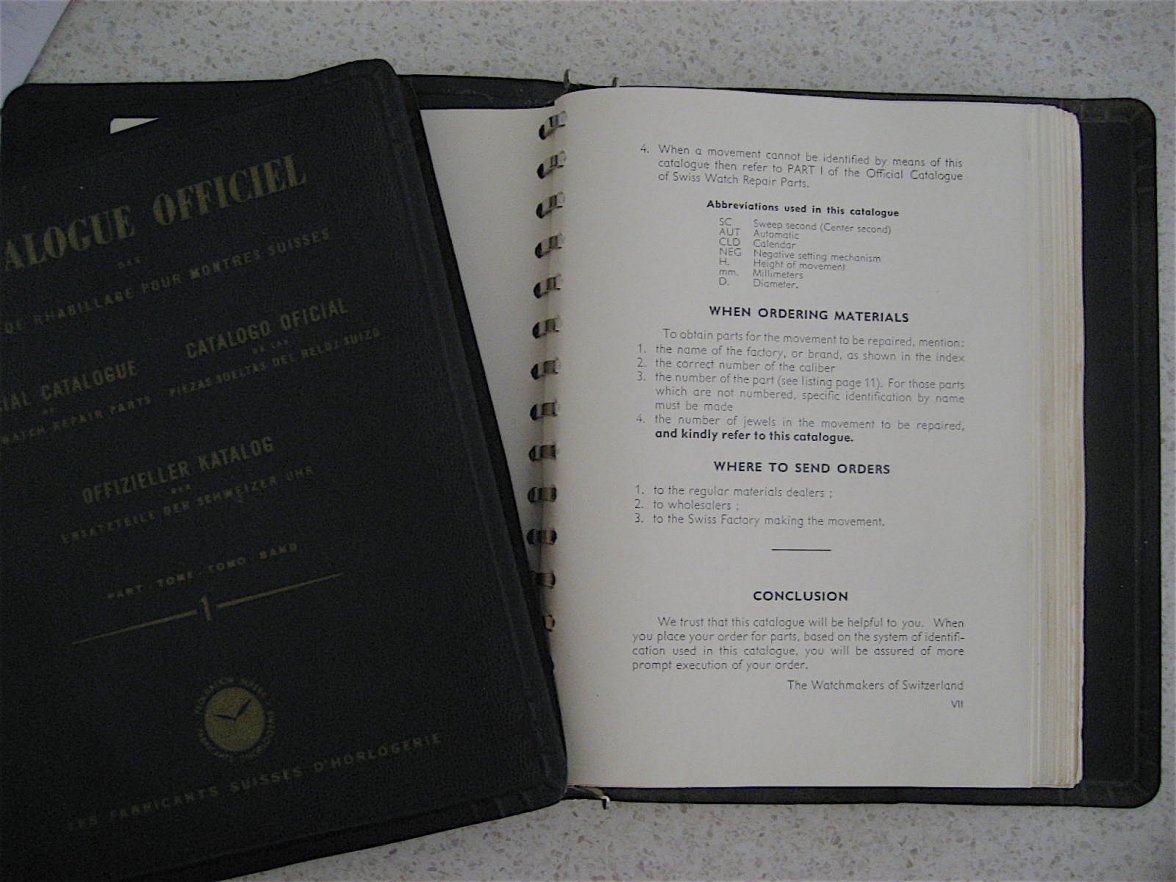 ALOGUE OFFICIEL
DES
DE RHABILLAGE POUR MONTRES SUISSES
IAL CATALOGUE
OF
WATCH REPAIR PARTS
CATALOGO OFICIAL
DE LAS
PIEZAS SUELTAS DEL RELOJ SUIZO
OFFIZIELLER KATALOG
DER
ERSATZTEILE DER SCHWEIZER UHR
PART · TOME · TOMO · BAND
1
LES FABRICANTS SUISSES D'HORLOGERIE
4. When a movement cannot be identified by means of this
catalogue then refer to PART I of the Official Catalogue
of Swiss Watch Repair Parts.
Abbreviations used in this catalogue
SC Sweep second (Center second)
AUT Automatic
CLD Calendar
NEG Negative setting mechanism
H. Height of movement
mm. Millimeters
D. Diameter.
WHEN ORDERING MATERIALS
To obtain parts for the movement to be repaired, mention:
1. the name of the factory, or brand, as shown in the index
2. the correct number of the caliber
3. the number of the part (see listing page 11). For those parts
which are not numbered, specific identification by name
must be made
4. the number of jewels in the movement to be repaired,
and kindly refer to this catalogue.
WHERE TO SEND ORDERS
1. to the regular materials dealers ;
2. to wholesalers ;
3. to the Swiss Factory making the movement.
CONCLUSION
We trust that this catalogue will be helpful to you. When
you place your order for parts, based on the system of identifi-
cation used in this catalogue, you will be assured of more
prompt execution of your order.
The Watchmakers of Switzerland
VII